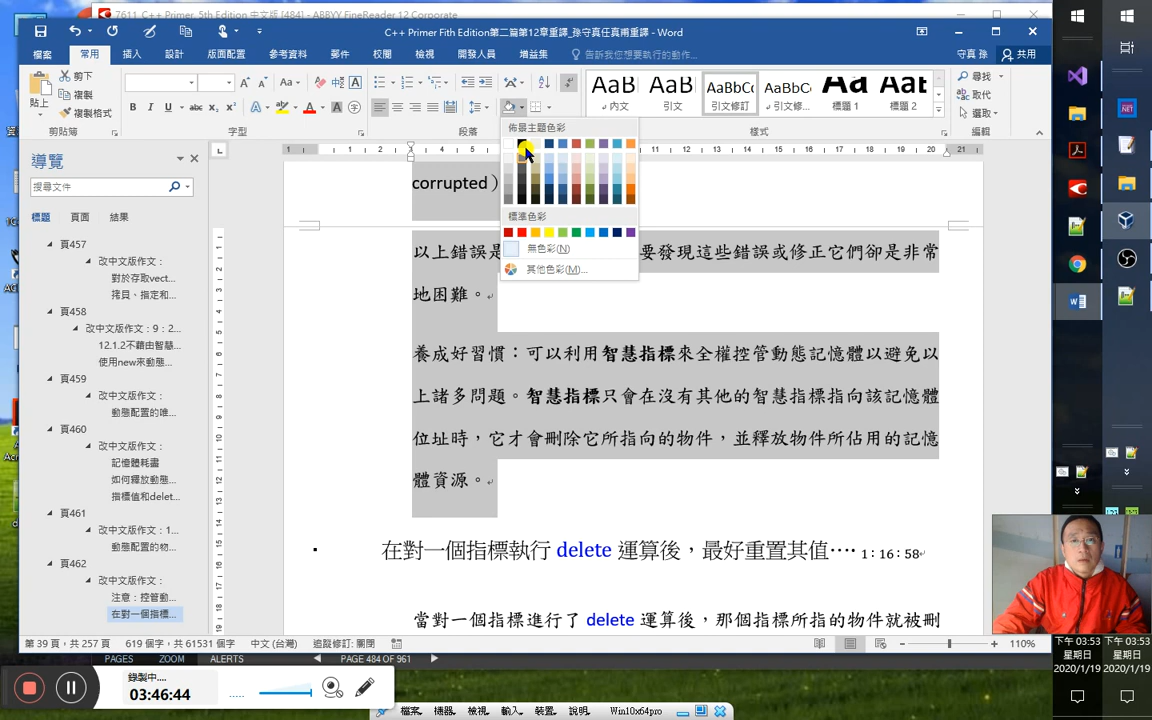 7611 C++ Primer, 5th Edition 中文版 [484] - ABBYY FineReader 12 Corporate
C++ Primer Fith Edition第二篇第12章重譯_孫守真任真甫重譯 - Word
檔案 常用 插入 設計 版面配置 參考資料 郵件 校閱 檢視 開發人員 增益集 告訴我您想要執行的動作... 守真 孫 共用
貼上 剪下 複製 複製格式
內文 引文 引文修訂 引文修... 標題 1 標題 2
尋找 取代 選取
剪貼簿 字型 段落 樣式 編輯
佈景主題色彩
標準色彩
無色彩(N)
其他色彩(M)...
導覽
搜尋文件
標題 頁面 結果
頁457
改中文版作文：
對於存取vect...
拷貝、指定和...
頁458
改中文版作文：9：2...
12.1.2不藉由智慧...
使用new來動態...
頁459
改中文版作文：
動態配置的唯...
頁460
改中文版作文：
記憶體耗盡
如何釋放動態...
指標值和delet...
頁461
改中文版作文：1...
動態配置的物...
頁462
改中文版作文：
注意：控管動...
在對一個指標...
corrupted）
以上錯誤是 要發現這些錯誤或修正它們卻是非常
地困難。
養成好習慣：可以利用智慧指標來全權控管動態記憶體以避免以
上諸多問題。智慧指標只會在沒有其他的智慧指標指向該記憶體
位址時，它才會刪除它所指向的物件，並釋放物件所佔用的記憶
體資源。
在對一個指標執行 delete 運算後，最好重置其值…. 1：16：58
當對一個指標進行了 delete 運算後，那個指標所指的物件就被刪
第 39 頁，共 257 頁 619 個字，共 61531 個字 中文 (台灣) 追蹤修訂: 關閉 110%
PAGES ZOOM ALERTS PAGE 484 OF 961
錄製中....
03:46:44
檔案 機器 檢視 輸入 裝置 說明 Win10x64pro
下午 03:53
星期日
2020/1/19
下午 03:53
星期日
2020/1/19